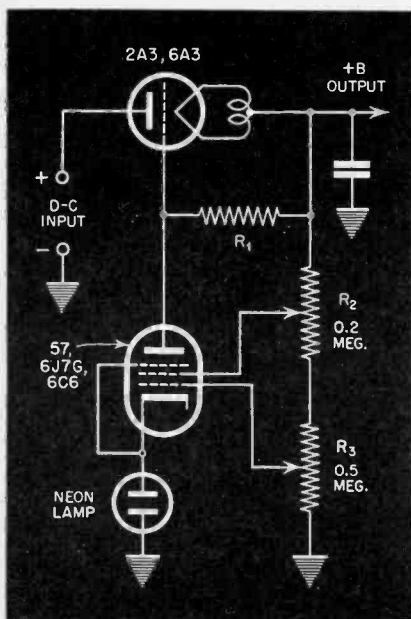 2A3, 6A3
+B
OUTPUT
+
D-C
INPUT
-
R1
57,
6J7G,
6C6
R2
0.2
MEG.
R3
0.5
MEG.
NEON
LAMP